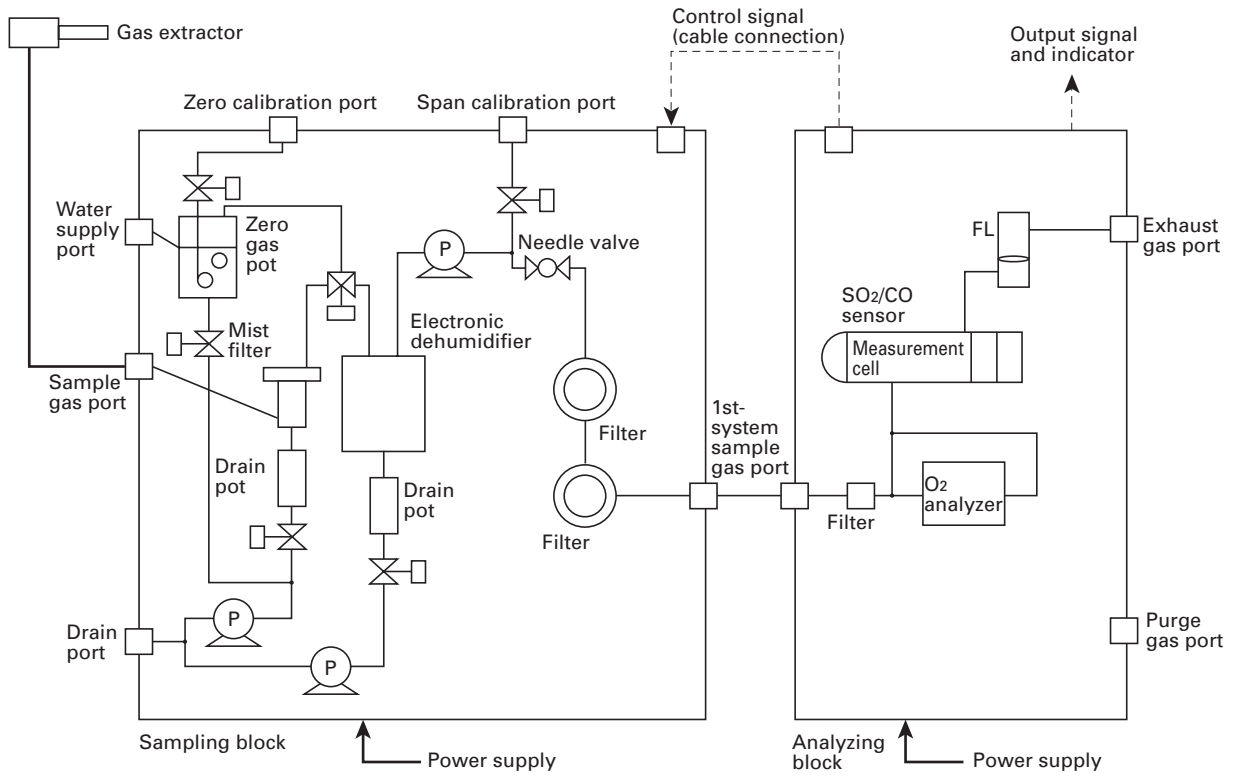 Gas extractor
Control signal
(cable connection)
Output signal
and indicator
Zero calibration port
Span calibration port
Water
supply
port
Zero
gas
pot
P
Needle valve
FL
Exhaust
gas port
SO2/CO
sensor
Mist
filter
Electronic
dehumidifier
Measurement
cell
Sample
gas port
Filter
1st-
system
sample
gas port
Drain
pot
Drain
pot
O2
analyzer
Filter
Filter
Drain
port
P
P
Purge
gas port
Sampling block
Power supply
Analyzing
block
Power supply